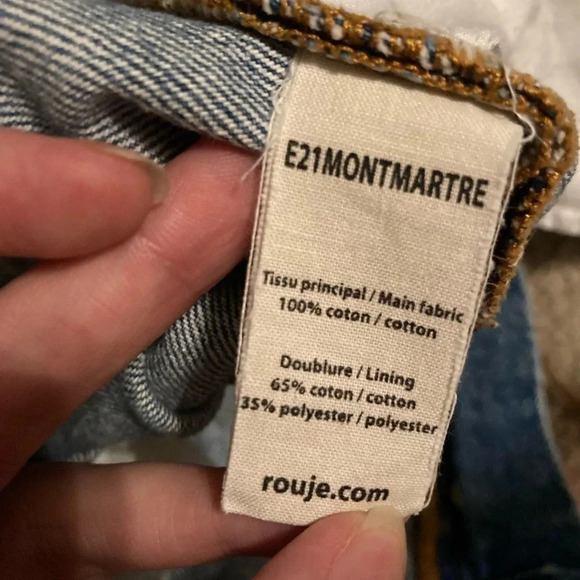 E21MONTMARTRE
Tissu principal / Main fabric
100% coton / cotton
Doublure / Lining
65% coton / cotton
35% polyester / polyester
rouje.com